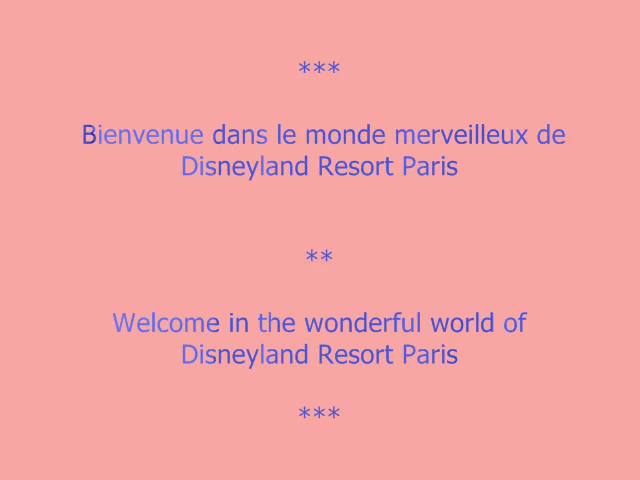 ***
Bienvenue dans le monde merveilleux de
Disneyland Resort Paris
**
Welcome in the wonderful world of
Disneyland Resort Paris
***